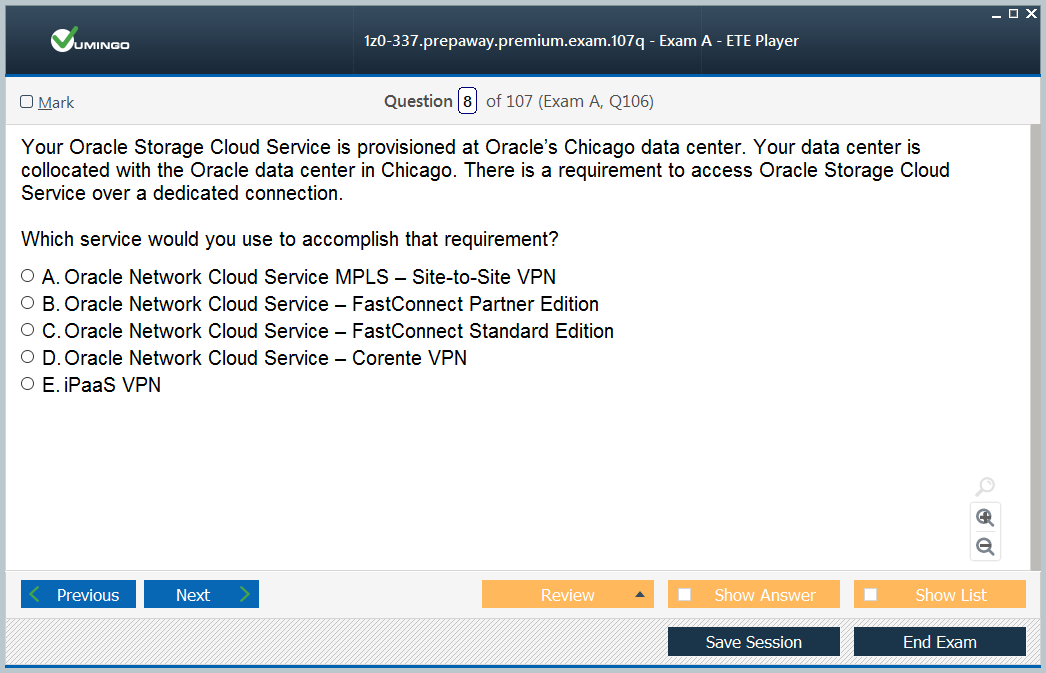 VUMINGO
1z0-337.prepaway.premium.exam.107q - Exam A - ETE Player
Mark
Question 8 of 107 (Exam A, Q106)
Your Oracle Storage Cloud Service is provisioned at Oracle’s Chicago data center. Your data center is
collocated with the Oracle data center in Chicago. There is a requirement to access Oracle Storage Cloud
Service over a dedicated connection.
Which service would you use to accomplish that requirement?
A. Oracle Network Cloud Service MPLS – Site-to-Site VPN
B. Oracle Network Cloud Service – FastConnect Partner Edition
C. Oracle Network Cloud Service – FastConnect Standard Edition
D. Oracle Network Cloud Service – Corente VPN
E. iPaaS VPN
Previous
Next
Review
Show Answer
Show List
Save Session
End Exam